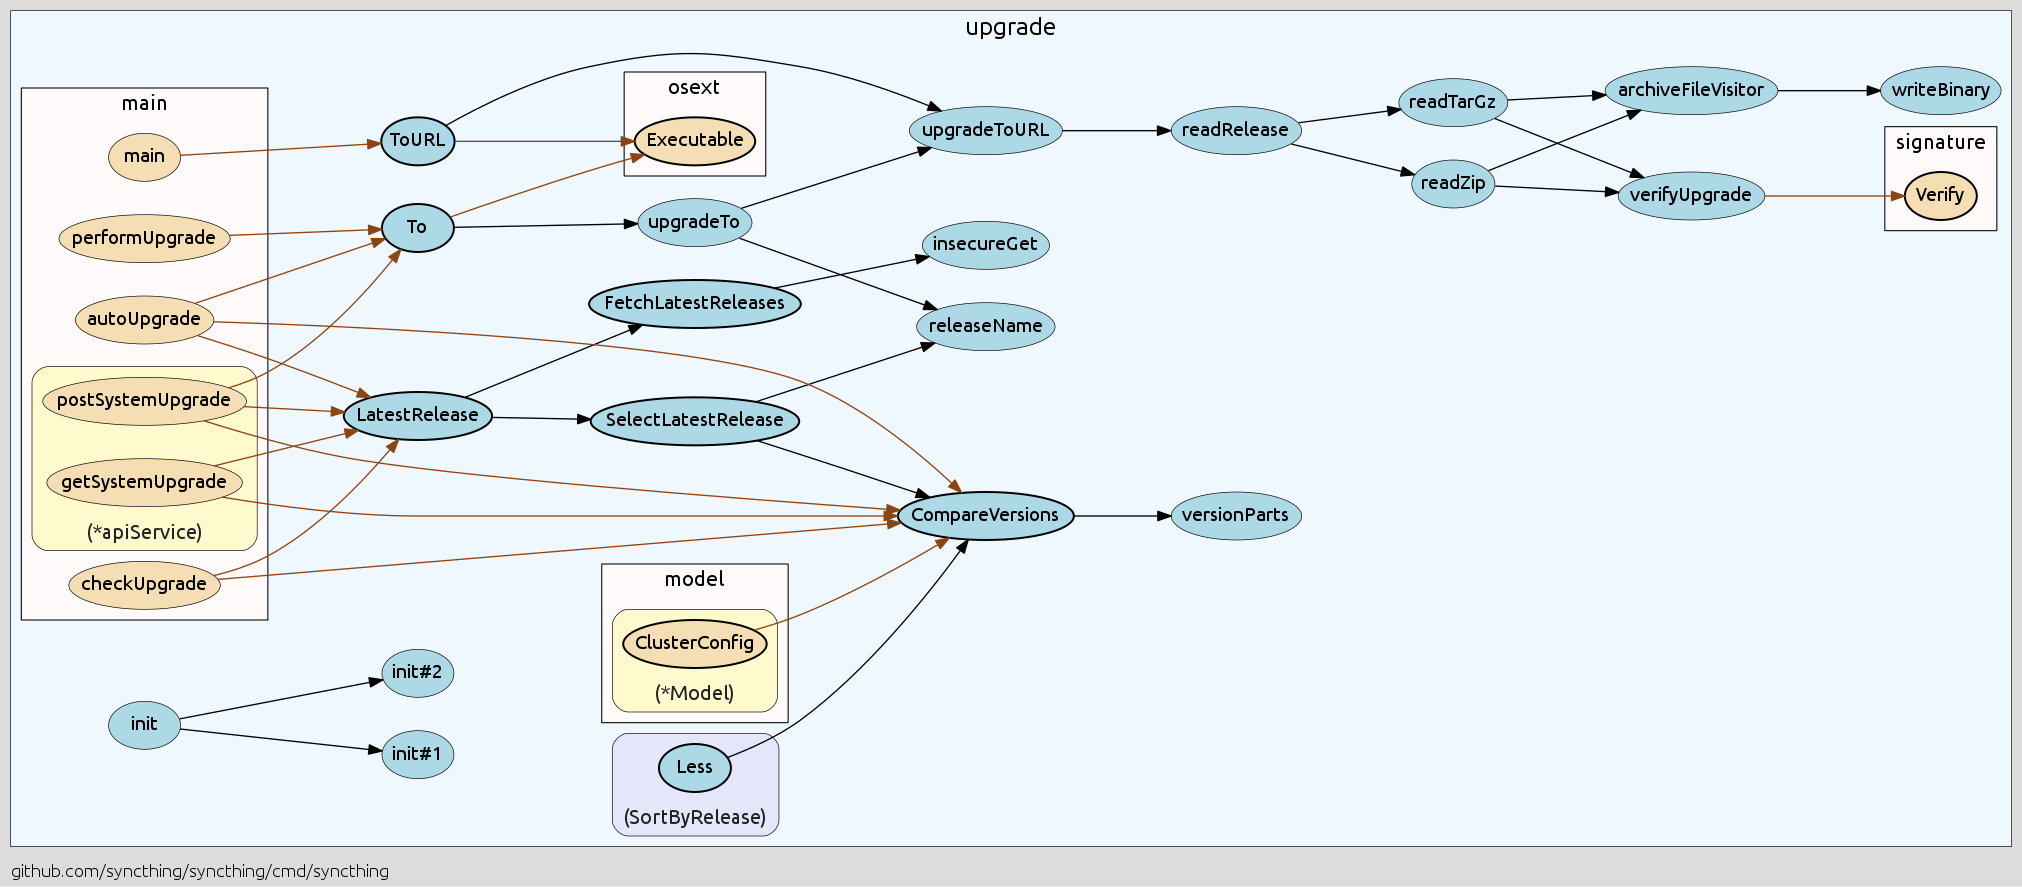 upgrade
main
main
performUpgrade
autoUpgrade
postSystemUpgrade
getSystemUpgrade
(*apiService)
checkUpgrade
init
ToURL
To
LatestRelease
init#2
init#1
osext
Executable
upgradeTo
FetchLatestReleases
SelectLatestRelease
model
ClusterConfig
(*Model)
Less
(SortByRelease)
upgradeToURL
insecureGet
releaseName
CompareVersions
readRelease
versionParts
readTarGz
readZip
archiveFileVisitor
verifyUpgrade
writeBinary
signature
Verify
github.com/syncthing/syncthing/cmd/syncthing